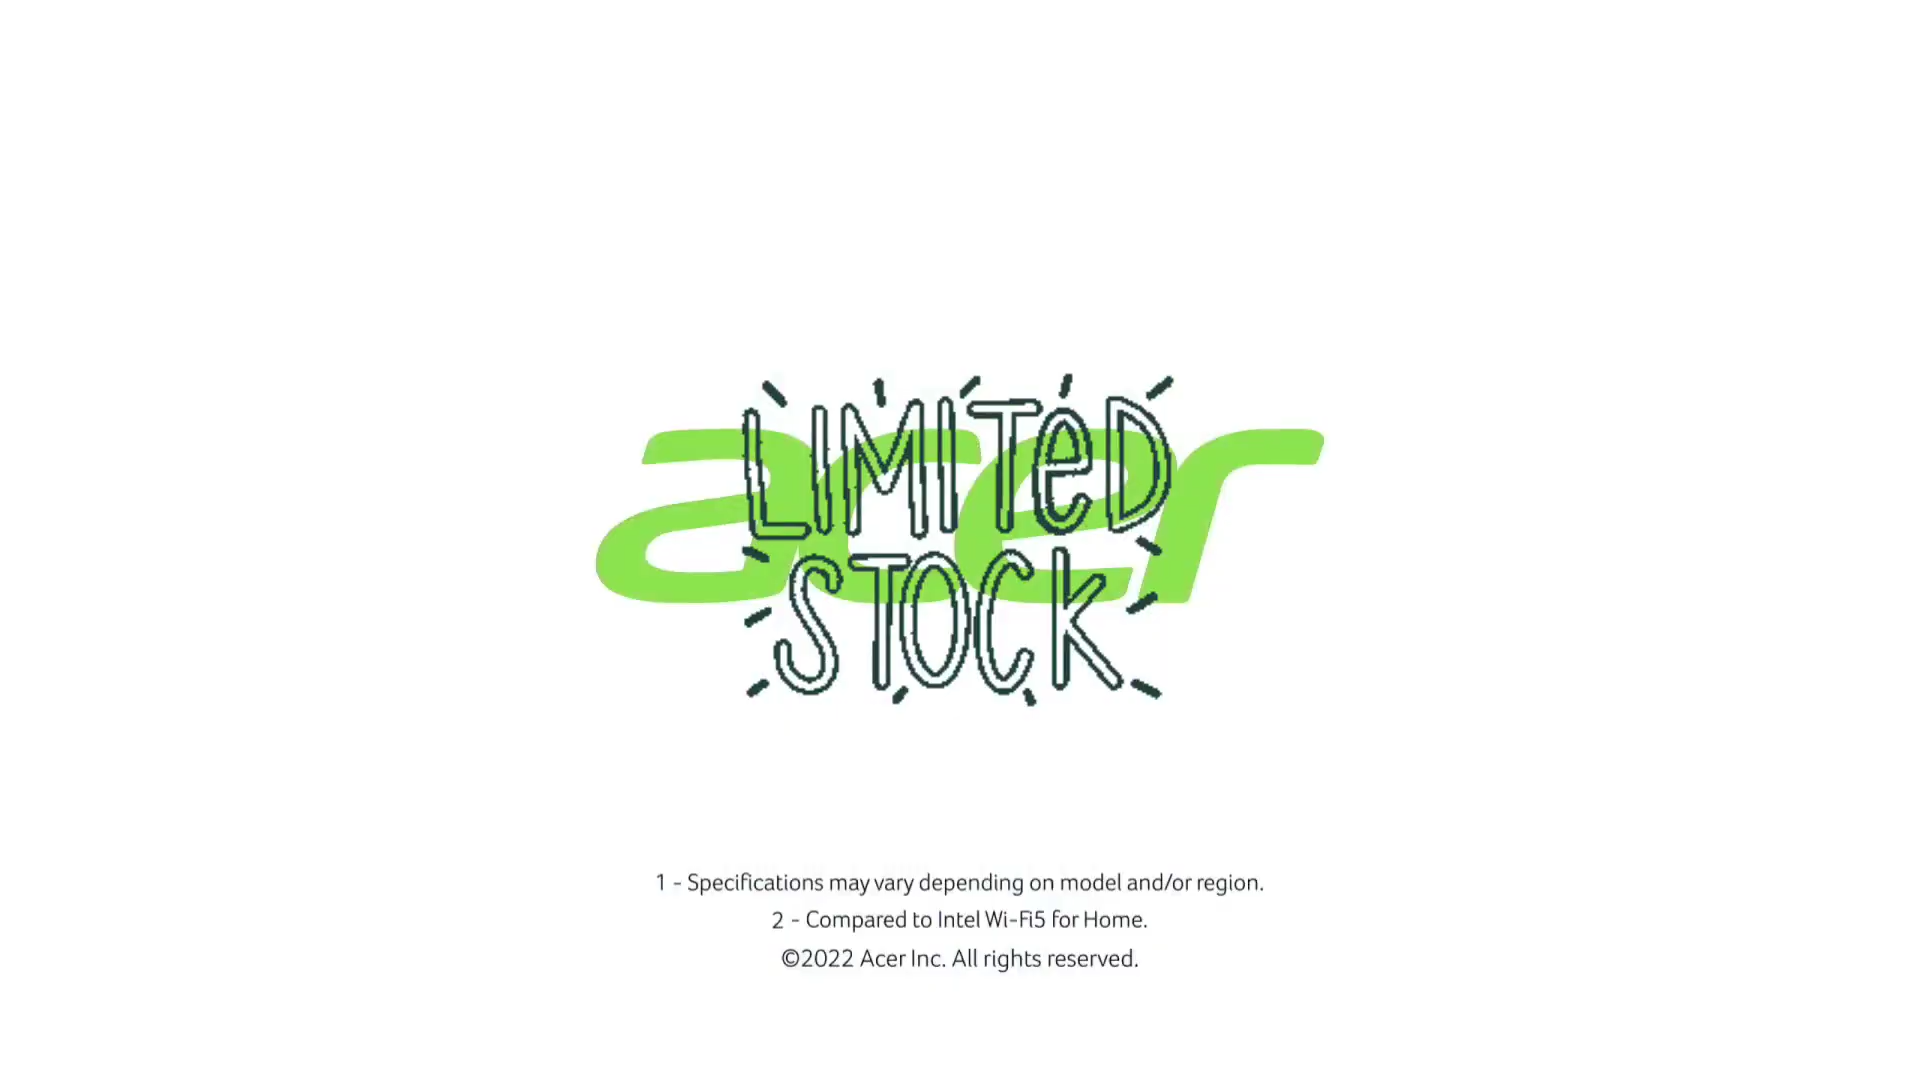 acer
LIMITeD
STOCK
1 - Specifications may vary depending on model and/or region.
2 - Compared to Intel Wi-Fi5 for Home.
©2022 Acer Inc. All rights reserved.